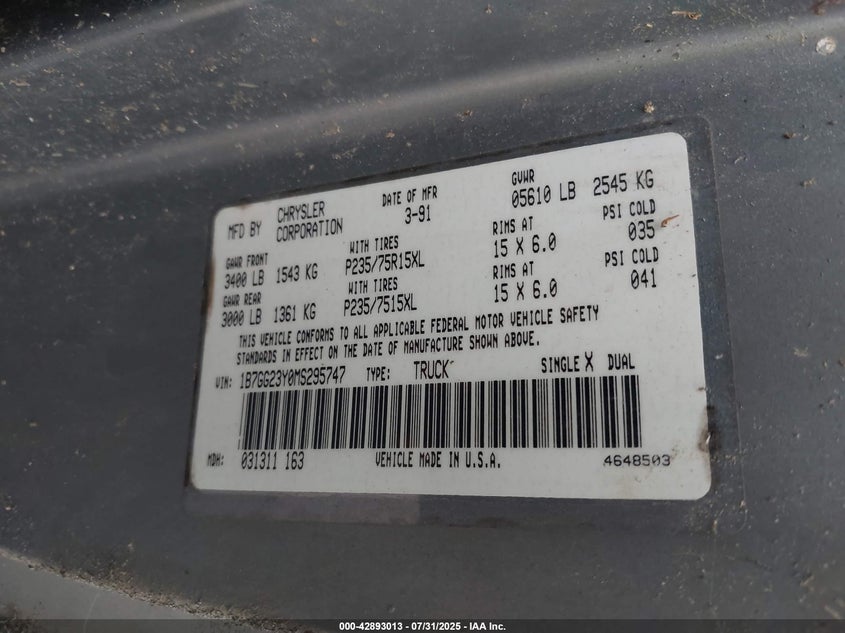 MFD BY CHRYSLER CORPORATION DATE OF MFR 3-91 GVWR 05610 LB 2545 KG
GAWR FRONT WITH TIRES RIMS AT PSI COLD
3400 LB 1543 KG P235/75R15XL 15 X 6.0 035
GAWR REAR WITH TIRES RIMS AT PSI COLD
3000 LB 1361 KG P235/7515XL 15 X 6.0 041
THIS VEHICLE CONFORMS TO ALL APPLICABLE FEDERAL MOTOR VEHICLE SAFETY
STANDARDS IN EFFECT ON THE DATE OF MANUFACTURE SHOWN ABOVE.
VIN: 1B7GG23Y0MS295747 TYPE: TRUCK SINGLE X DUAL
MDH: 031311 163 VEHICLE MADE IN U.S.A. 4648503
000-42893013 - 07/31/2025 - IAA Inc.